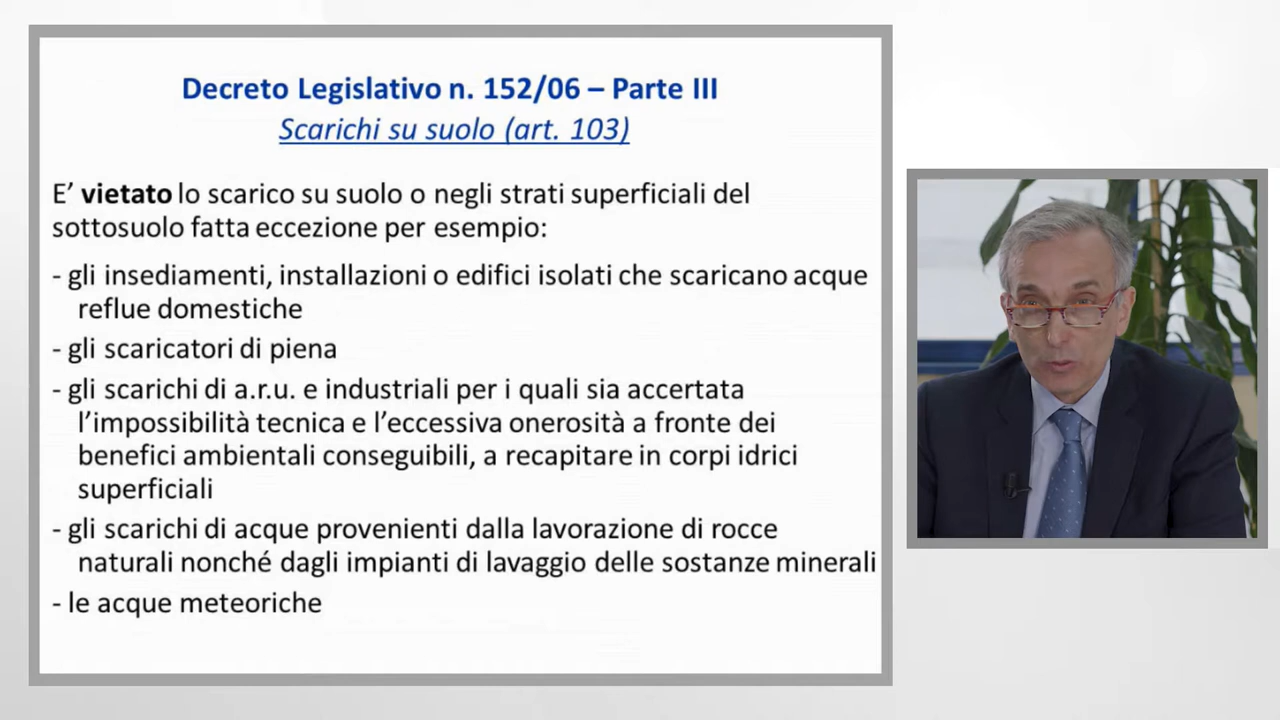 Decreto Legislativo n. 152/06 – Parte III
Scarichi su suolo (art. 103)
E’ vietato lo scarico su suolo o negli strati superficiali del
sottosuolo fatta eccezione per esempio:
- gli insediamenti, installazioni o edifici isolati che scaricano acque
reflue domestiche
- gli scaricatori di piena
- gli scarichi di a.r.u. e industriali per i quali sia accertata
l’impossibilità tecnica e l’eccessiva onerosità a fronte dei
benefici ambientali conseguibili, a recapitare in corpi idrici
superficiali
- gli scarichi di acque provenienti dalla lavorazione di rocce
naturali nonché dagli impianti di lavaggio delle sostanze minerali
- le acque meteoriche